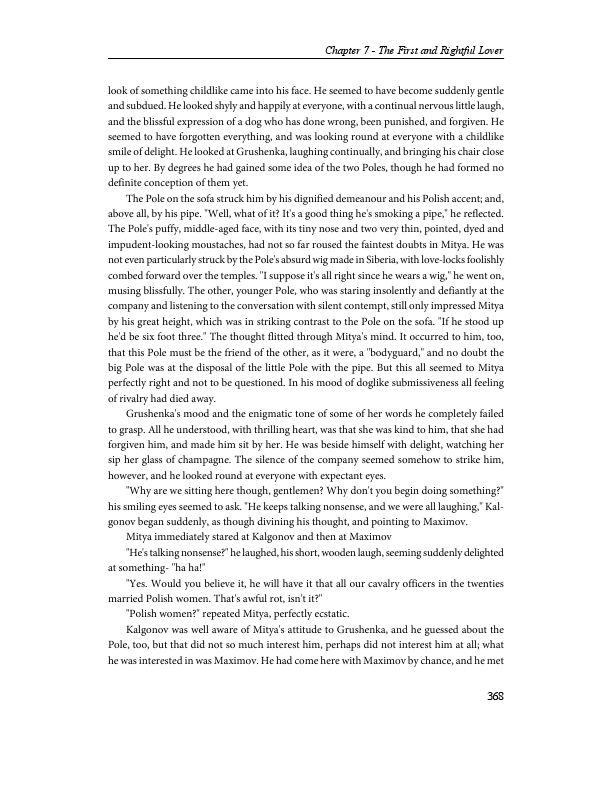 Chapter 7 - The First and Rightful Lover
look of something childlike came into his face. He seemed to have become suddenly gentle
and subdued. He looked shyly and happily at everyone, with a continual nervous little laugh,
and the blissful expression of a dog who has done wrong, been punished, and forgiven. He
seemed to have forgotten everything, and was looking round at everyone with a childlike
smile of delight. He looked at Grushenka, laughing continually, and bringing his chair close
up to her. By degrees he had gained some idea of the two Poles, though he had formed no
definite conception of them yet.
The Pole on the sofa struck him by his dignified demeanour and his Polish accent; and,
above all, by his pipe. "Well, what of it? It's a good thing he's smoking a pipe," he reflected.
The Pole's puffy, middle-aged face, with its tiny nose and two very thin, pointed, dyed and
impudent-looking moustaches, had not so far roused the faintest doubts in Mitya. He was
not even particularly struck by the Pole's absurd wig made in Siberia, with love-locks foolishly
combed forward over the temples. "I suppose it's all right since he wears a wig," he went on,
musing blissfully. The other, younger Pole, who was staring insolently and defiantly at the
company and listening to the conversation with silent contempt, still only impressed Mitya
by his great height, which was in striking contrast to the Pole on the sofa. "If he stood up
he'd be six foot three." The thought flitted through Mitya's mind. It occurred to him, too,
that this Pole must be the friend of the other, as it were, a "bodyguard," and no doubt the
big Pole was at the disposal of the little Pole with the pipe. But this all seemed to Mitya
perfectly right and not to be questioned. In his mood of doglike submissiveness all feeling
of rivalry had died away.
Grushenka's mood and the enigmatic tone of some of her words he completely failed
to grasp. All he understood, with thrilling heart, was that she was kind to him, that she had
forgiven him, and made him sit by her. He was beside himself with delight, watching her
sip her glass of champagne. The silence of the company seemed somehow to strike him,
however, and he looked round at everyone with expectant eyes.
"Why are we sitting here though, gentlemen? Why don't you begin doing something?"
his smiling eyes seemed to ask. "He keeps talking nonsense, and we were all laughing," Kal-
gonov began suddenly, as though divining his thought, and pointing to Maximov.
Mitya immediately stared at Kalgonov and then at Maximov
"He's talking nonsense?" he laughed, his short, wooden laugh, seeming suddenly delighted
at something- "ha ha!"
"Yes. Would you believe it, he will have it that all our cavalry officers in the twenties
married Polish women. That's awful rot, isn't it?"
"Polish women?" repeated Mitya, perfectly ecstatic.
Kalgonov was well aware of Mitya's attitude to Grushenka, and he guessed about the
Pole, too, but that did not so much interest him, perhaps did not interest him at all; what
he was interested in was Maximov. He had come here with Maximov by chance, and he met
368